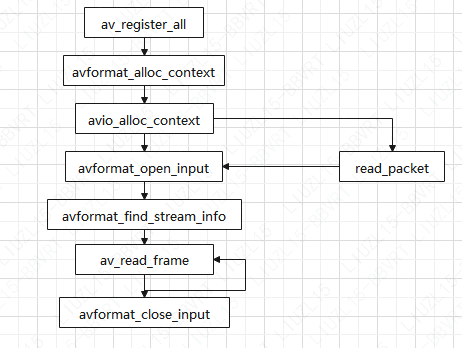 av_register_all
avformat_alloc_context
avio_alloc_context
avformat_open_input
read_packet
avformat_find_stream_info
av_read_frame
avformat_close_input